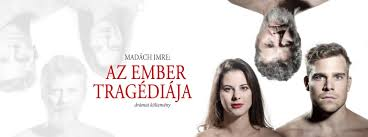 MADÁCH IMRE:
AZ EMBER
TRAGÉDIÁJA
drámai költemény